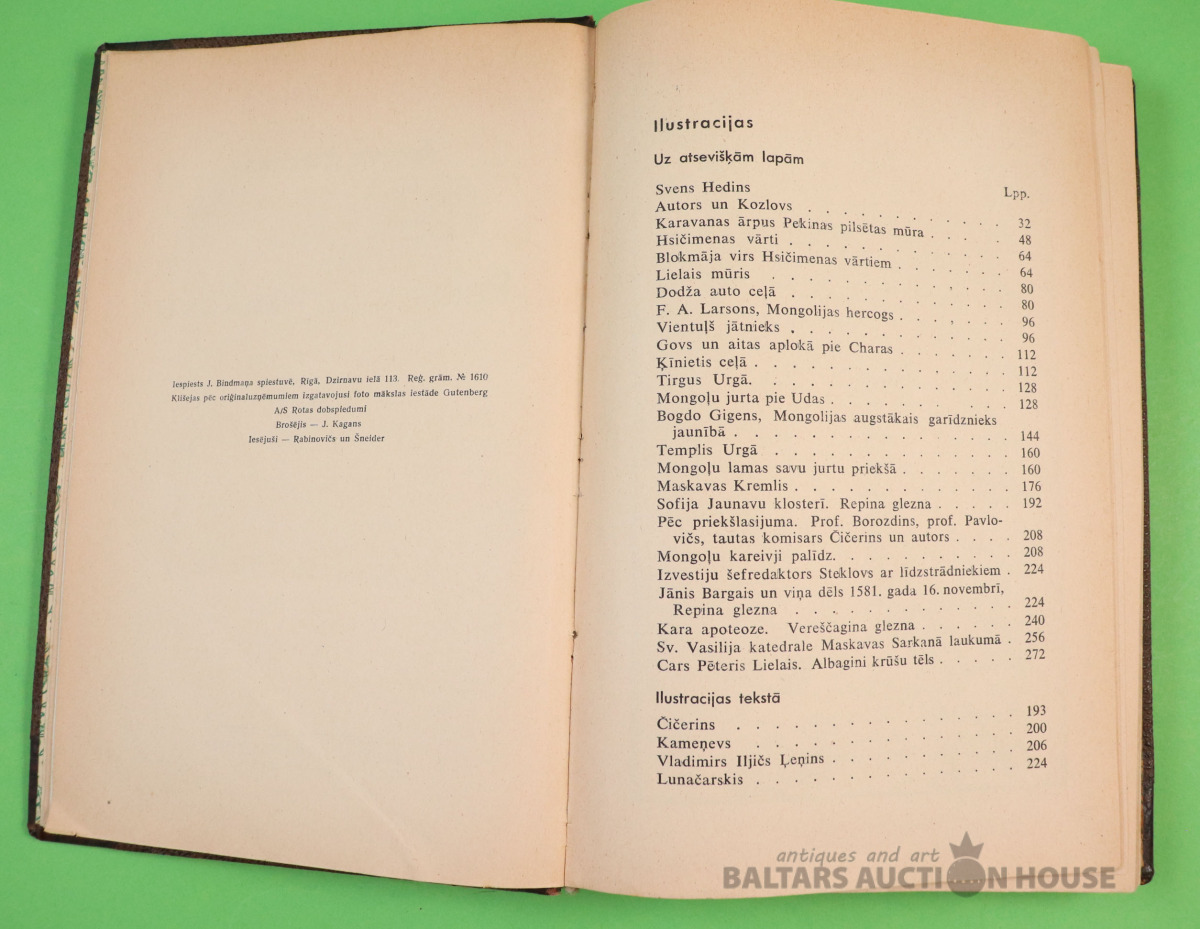 Iespiests J. Bindmaņa spiestuvē, Rīgā, Dzirnavu ielā 113. Reģ. grām. № 1610
Klišejas pēc oriģinaluzņēmumiem izgatavojusi foto mākslas iestāde Gutenberg
A/S Rotas dobspiedumi
Brošējis — J. Kagans
Iesējuši — Rabinovičs un Šneider
Ilustracijas
Uz atsevišķām lapām
Svens Hedins Lpp.
Autors un Kozlovs . . . . . . . . . . 32
Karavanas ārpus Pekinas pilsētas mūra . . . . 48
Hsičimenas vārti . . . . . . . . . . . 64
Blokmāja virs Hsičimenas vārtiem . . . . . 64
Lielais mūris . . . . . . . . . . . 80
Dodža auto ceļā . . . . . . . . . . . 80
F. A. Larsons, Mongolijas hercogs . . . . . 96
Vientuļš jātnieks . . . . . . . . . . . 96
Govs un aitas aplokā pie Charas . . . . . 112
Ķīnietis ceļā . . . . . . . . . . . . 112
Tirgus Urgā. . . . . . . . . . . . 128
Mongoļu jurta pie Udas . . . . . . . . 128
Bogdo Gigens, Mongolijas augstākais garīdznieks
jaunībā . . . . . . . . . . . . 144
Templis Urgā . . . . . . . . . . . 160
Mongoļu lamas savu jurtu priekšā . . . . . 160
Maskavas Kremlis . . . . . . . . . . 176
Sofija Jaunavu klosterī. Repina glezna . . . . 192
Pēc priekšlasijuma. Prof. Borozdins, prof. Pavlo-
vičs, tautas komisars Čičerins un autors . . . . 208
Mongoļu kareivji palīdz. . . . . . . . . 208
Izvestiju šefredaktors Steklovs ar līdzstrādniekiem . 224
Jānis Bargais un viņa dēls 1581. gada 16. novembrī,
Repina glezna . . . . . . . . . . 224
Kara apoteoze. Vereščagina glezna . . . . . . 240
Sv. Vasilija katedrale Maskavas Sarkanā laukumā . 256
Cars Pēteris Lielais. Albagini krūšu tēls . . . . 272
Ilustracijas tekstā
Čičerins . . . . . . . . . . . . . 193
Kameņevs . . . . . . . . . . . . 200
Vladimirs Iljičs Ļeņins . . . . . . . . . 206
Lunačarskis . . . . . . . . . . . . 224
antiques and art
BALTARS AUCTION HOUSE